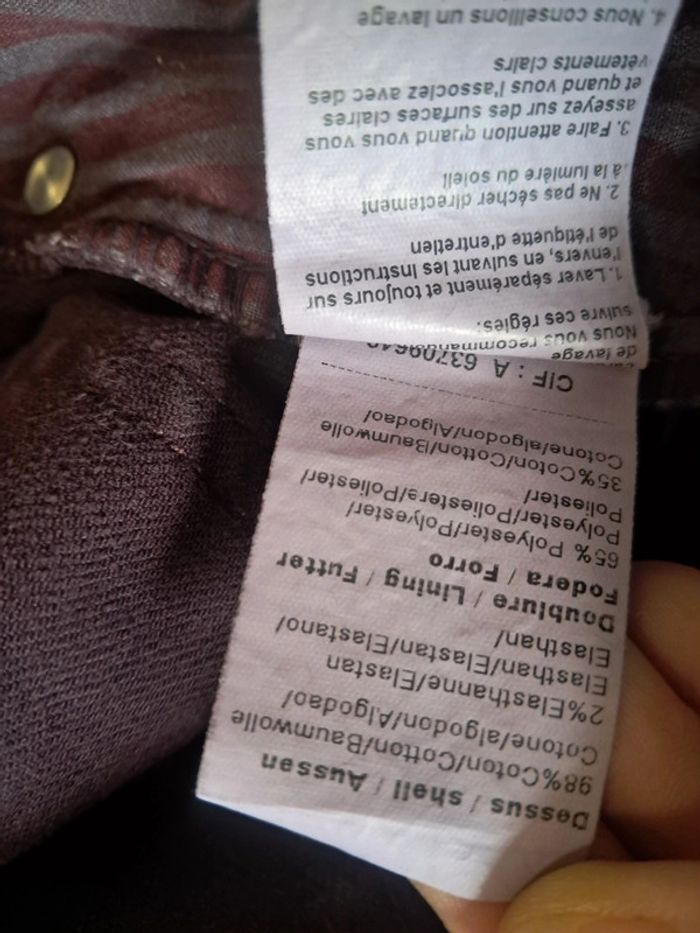 Dessus / shell / Aussen
98%Coton/Cotton/Baumwolle
Cotone/algodon/Algodao/
2%Elasthanne/Elastan
Elasthan/Elastan/Elastano/
Elasthan/
Doublure / Lining / Futter
Fodera / Forro
65% Polyester/Polyester/
Polyester/Poliestere/Poliester/
Poliester/
35%Coton/Cotton/Baumwolle
Cotone/algodon/Algodao/
CIF : A
de lavage
Nous vous
suivre ces règles:
1. Laver séparément et toujours sur
l'envers, en suivant les instructions
de l'étiquette d'entretien
2. Ne pas sécher directement
à la lumière du soleil
3. Faire attention quand vous vous
asseyez sur des surfaces claires
et quand vous l'associez avec des
vêtements clairs
4. Nous conseillons un lavage